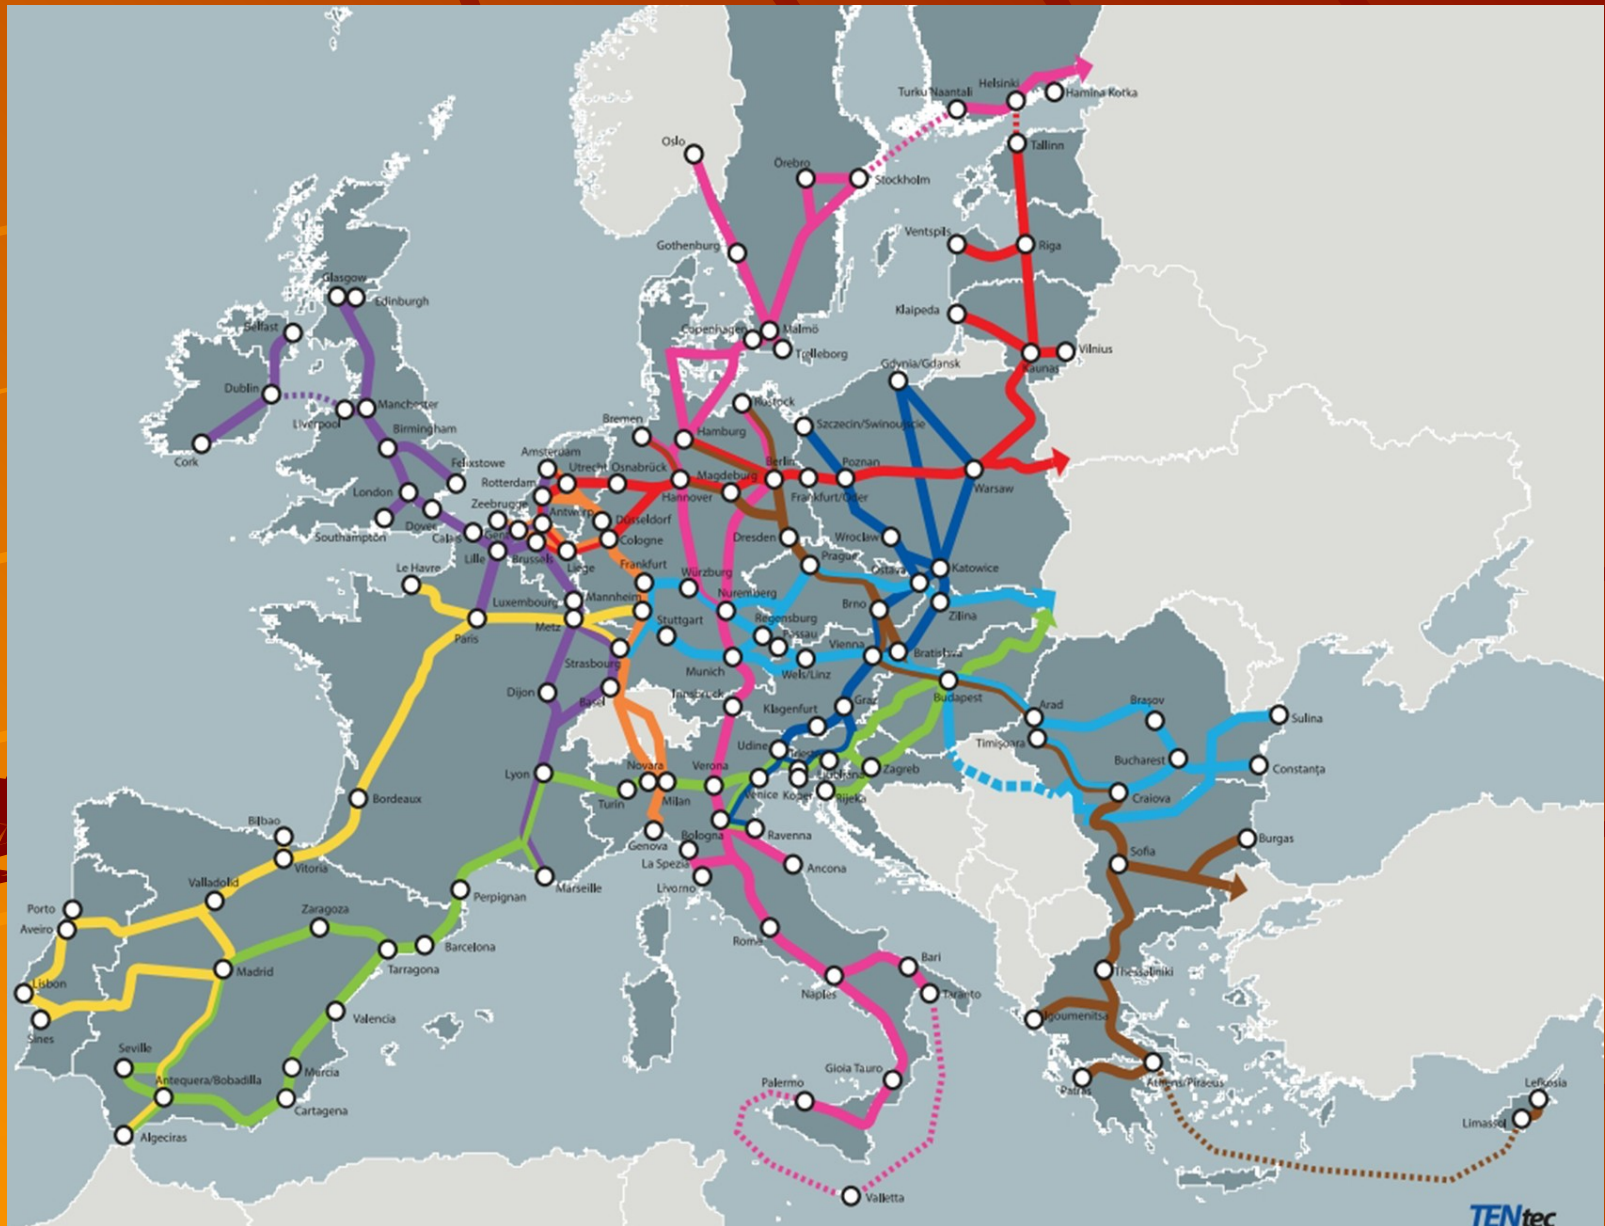 Helsinki
Turku Naantali
Hamina Kotka
Oslo
Tallinn
Örebro
Stockholm
Ventspils
Riga
Gothenburg
Glasgow
Edinburgh
Klaipeda
Belfast
Copenhagen
Malmö
Trelleborg
Vilnius
Gdynia/Gdansk
Kaunas
Dublin
Liverpool
Manchester
Rostock
Birmingham
Bremen
Hamburg
Szczecin/Swinoujscie
Cork
Felixstowe
Amsterdam
Utrecht
Osnabrück
Berlin
Poznan
Rotterdam
Magdeburg
Warsaw
London
Zeebrugge
Hannover
Frankfurt/Oder
Antwerp
Düsseldorf
Southampton
Dover
Calais
Gent
Cologne
Dresden
Wroclaw
Lille
Brussels
Liege
Prague
Le Havre
Frankfurt
Würzburg
Ostava
Katowice
Luxembourg
Mannheim
Nuremberg
Brno
Zilina
Paris
Metz
Stuttgart
Regensburg
Passau
Vienna
Bratislava
Strasbourg
Munich
Wels/Linz
Dijon
Basel
Innsbruck
Klagenfurt
Graz
Budapest
Arad
Brașov
Sulina
Udine
Trieste
Ljubljana
Zagreb
Timișoara
Bucharest
Constanța
Lyon
Turin
Novara
Milan
Verona
Venice
Koper
Rijeka
Craiova
Bordeaux
Bilbao
Genova
Bologna
Ravenna
Sofia
Burgas
Vitoria
La Spezia
Ancona
Valladolid
Marseille
Livorno
Porto
Perpignan
Aveiro
Zaragoza
Barcelona
Rome
Madrid
Tarragona
Bari
Lisbon
Naples
Taranto
Thessaloniki
Sines
Valencia
Igoumenitsa
Seville
Murcia
Antequera/Bobadilla
Gioia Tauro
Palermo
Patras
Athens/Piraeus
Lefkosia
Cartagena
Limassol
Algeciras
Valletta
TENtec